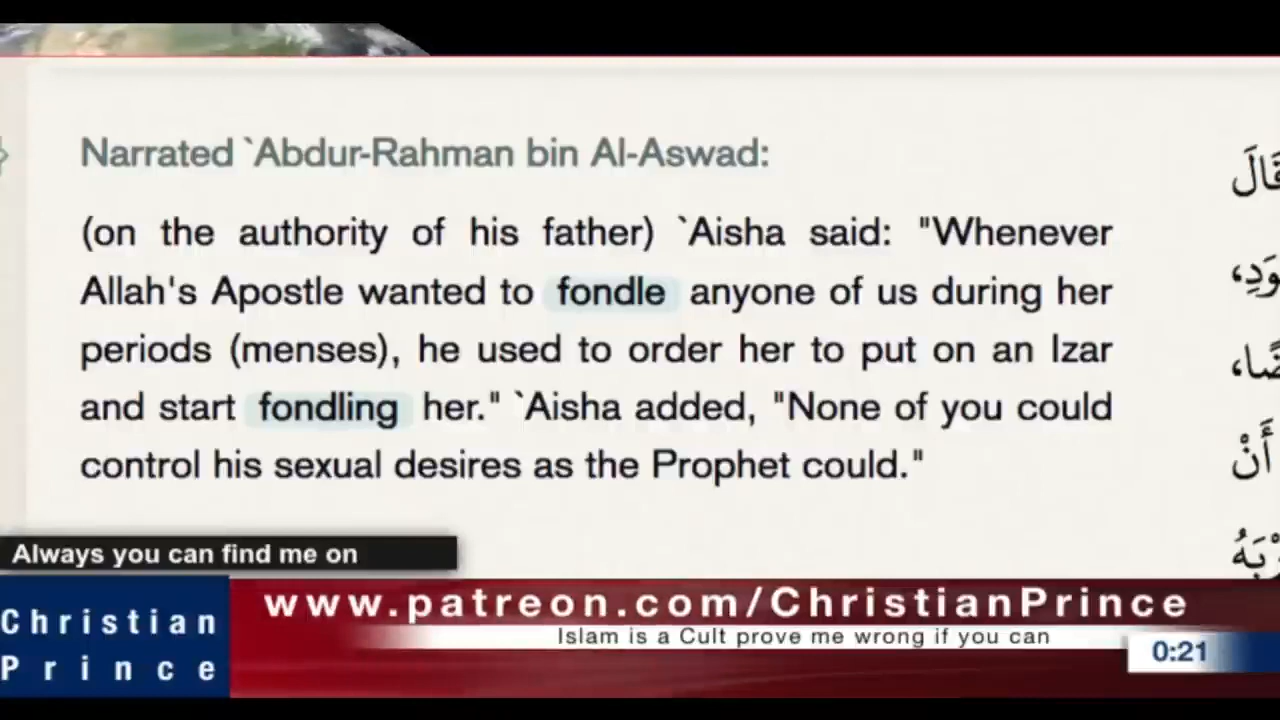 Narrated `Abdur-Rahman bin Al-Aswad:
(on the authority of his father) `Aisha said: "Whenever
Allah's Apostle wanted to fondle anyone of us during her
periods (menses), he used to order her to put on an Izar
and start fondling her." `Aisha added, "None of you could
control his sexual desires as the Prophet could."
قَالَ
أَنْ
Always you can find me on
Christian
Prince
www.patreon.com/ChristianPrince
Islam is a Cult prove me wrong if you can
0:21